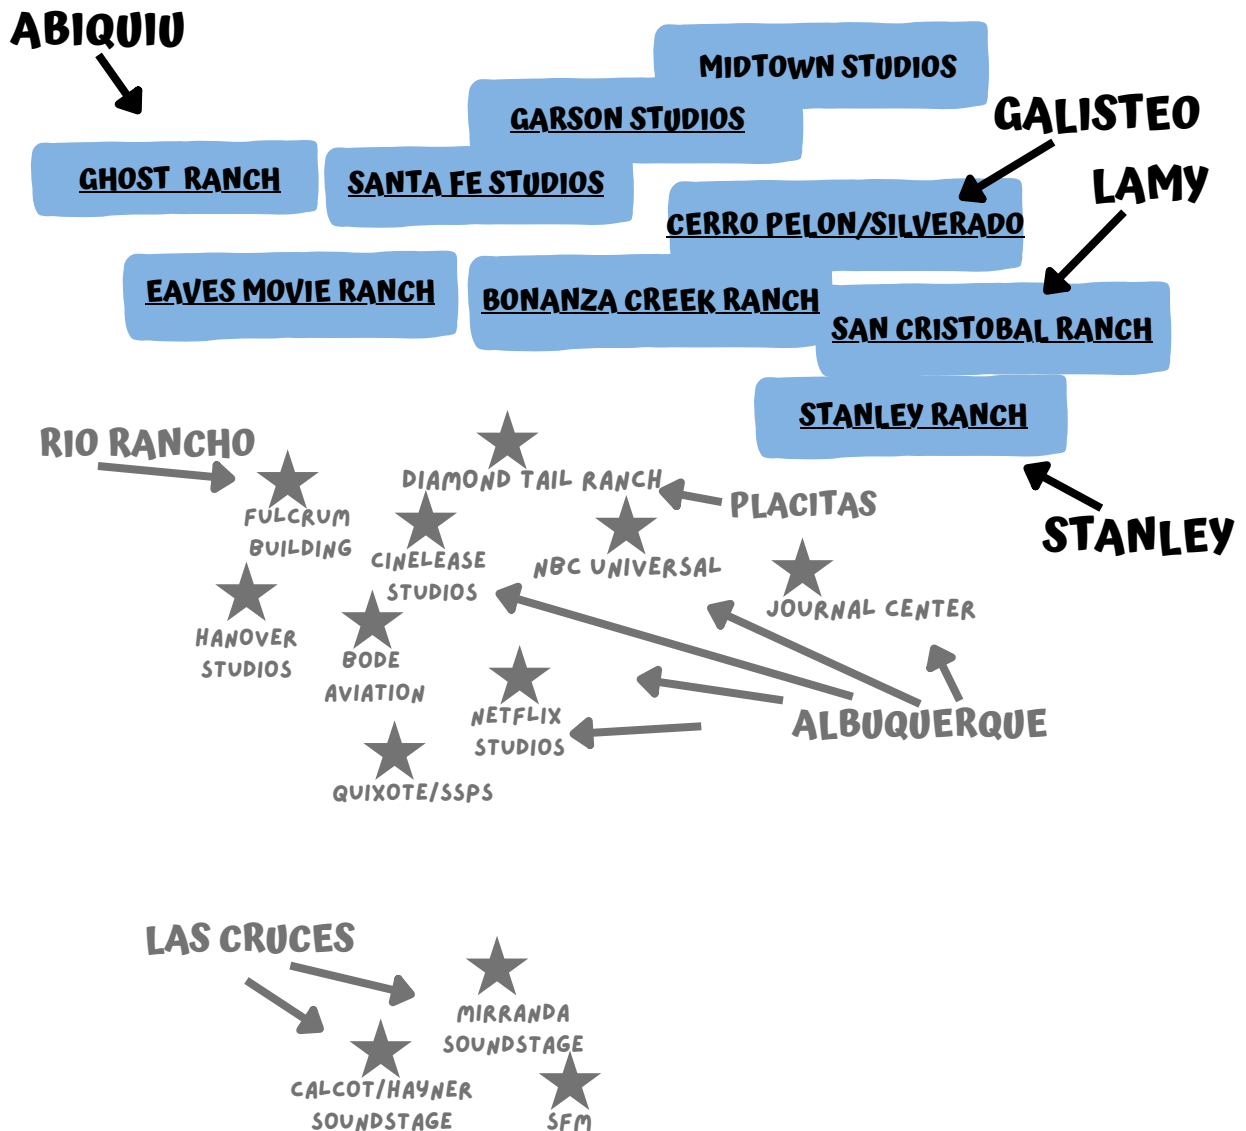 ABIQUIU
MIDTOWN STUDIOS
GARSON STUDIOS
GALISTEO
GHOST RANCH
SANTA FE STUDIOS
LAMY
CERRO PELON/SILVERADO
EAVES MOVIE RANCH
BONANZA CREEK RANCH
SAN CRISTOBAL RANCH
STANLEY RANCH
RIO RANCHO
DIAMOND TAIL RANCH
PLACITAS
STANLEY
FULCRUM
BUILDING
CINELEASE
STUDIOS
NBC UNIVERSAL
JOURNAL CENTER
HANOVER
STUDIOS
BODE
AVIATION
NETFLIX
STUDIOS
ALBUQUERQUE
QUIXOTE/SSPS
LAS CRUCES
MIRRANDA
SOUNDSTAGE
CALCOT/HAYNER
SOUNDSTAGE
SFM